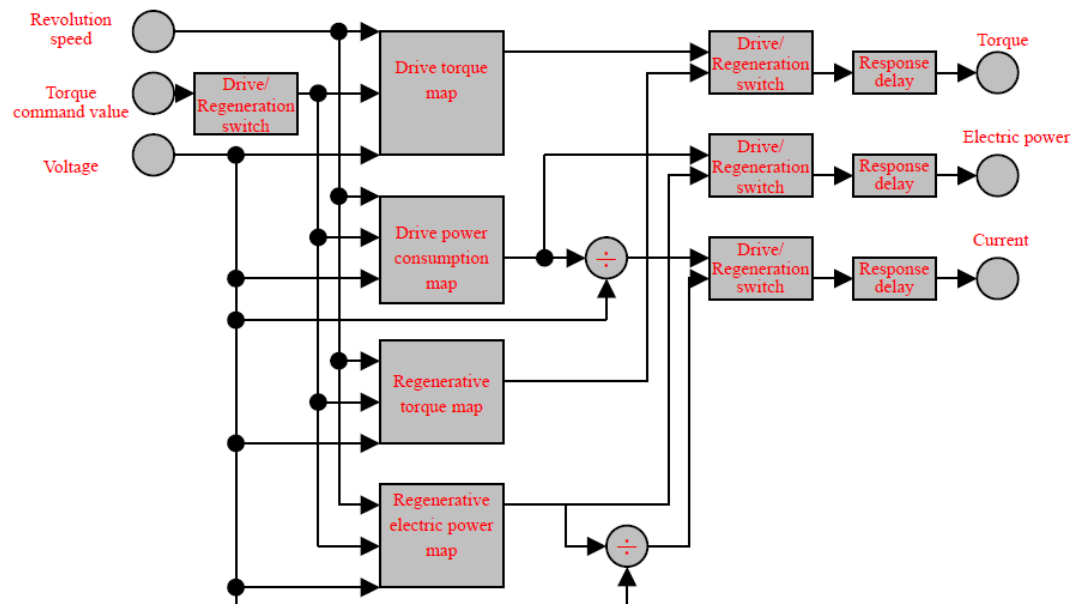 Revolution
speed
Torque
command value
Voltage
Drive/
Regeneration
switch
Drive torque
map
Drive power
consumption
map
Regenerative
torque map
Regenerative
electric power
map
÷
÷
Drive/
Regeneration
switch
Response
delay
Torque
Drive/
Regeneration
switch
Response
delay
Electric power
Drive/
Regeneration
switch
Response
delay
Current